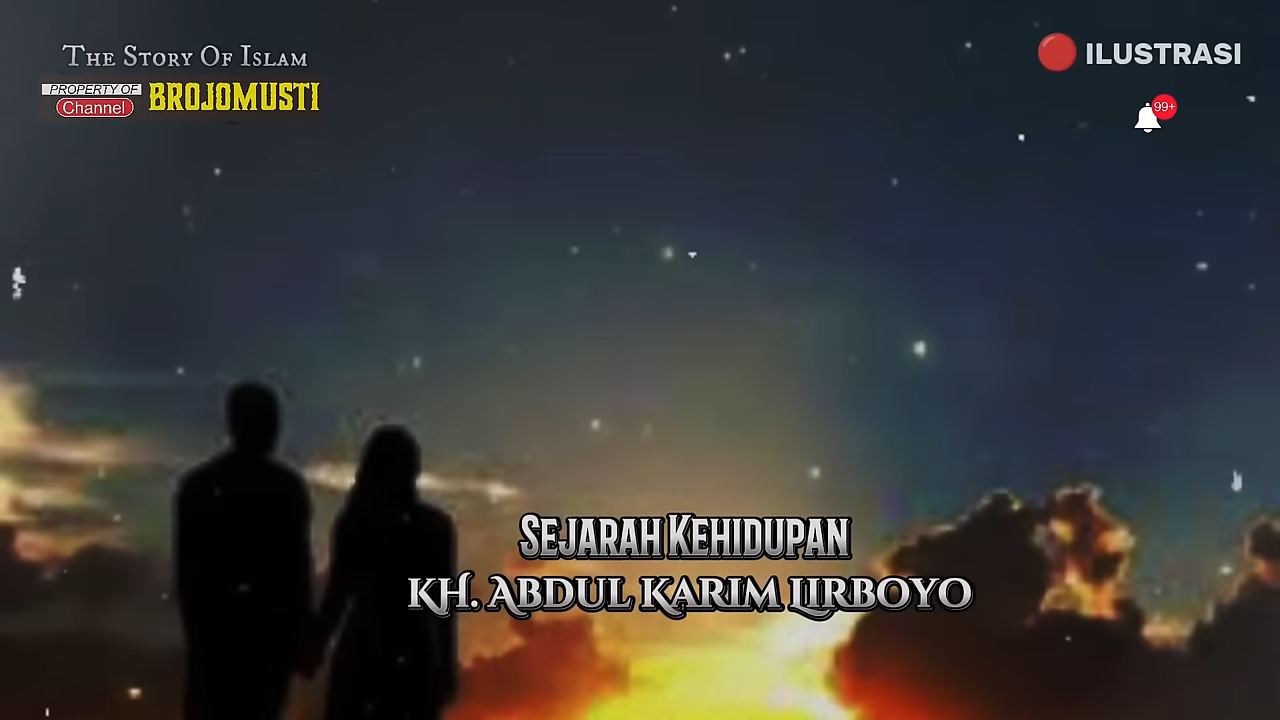 The Story Of Islam
PROPERTY OF
Channel
BROJOMUSTI
ILUSTRASI
99+
Sejarah Kehidupan
KH. Abdul Karim Lirboyo